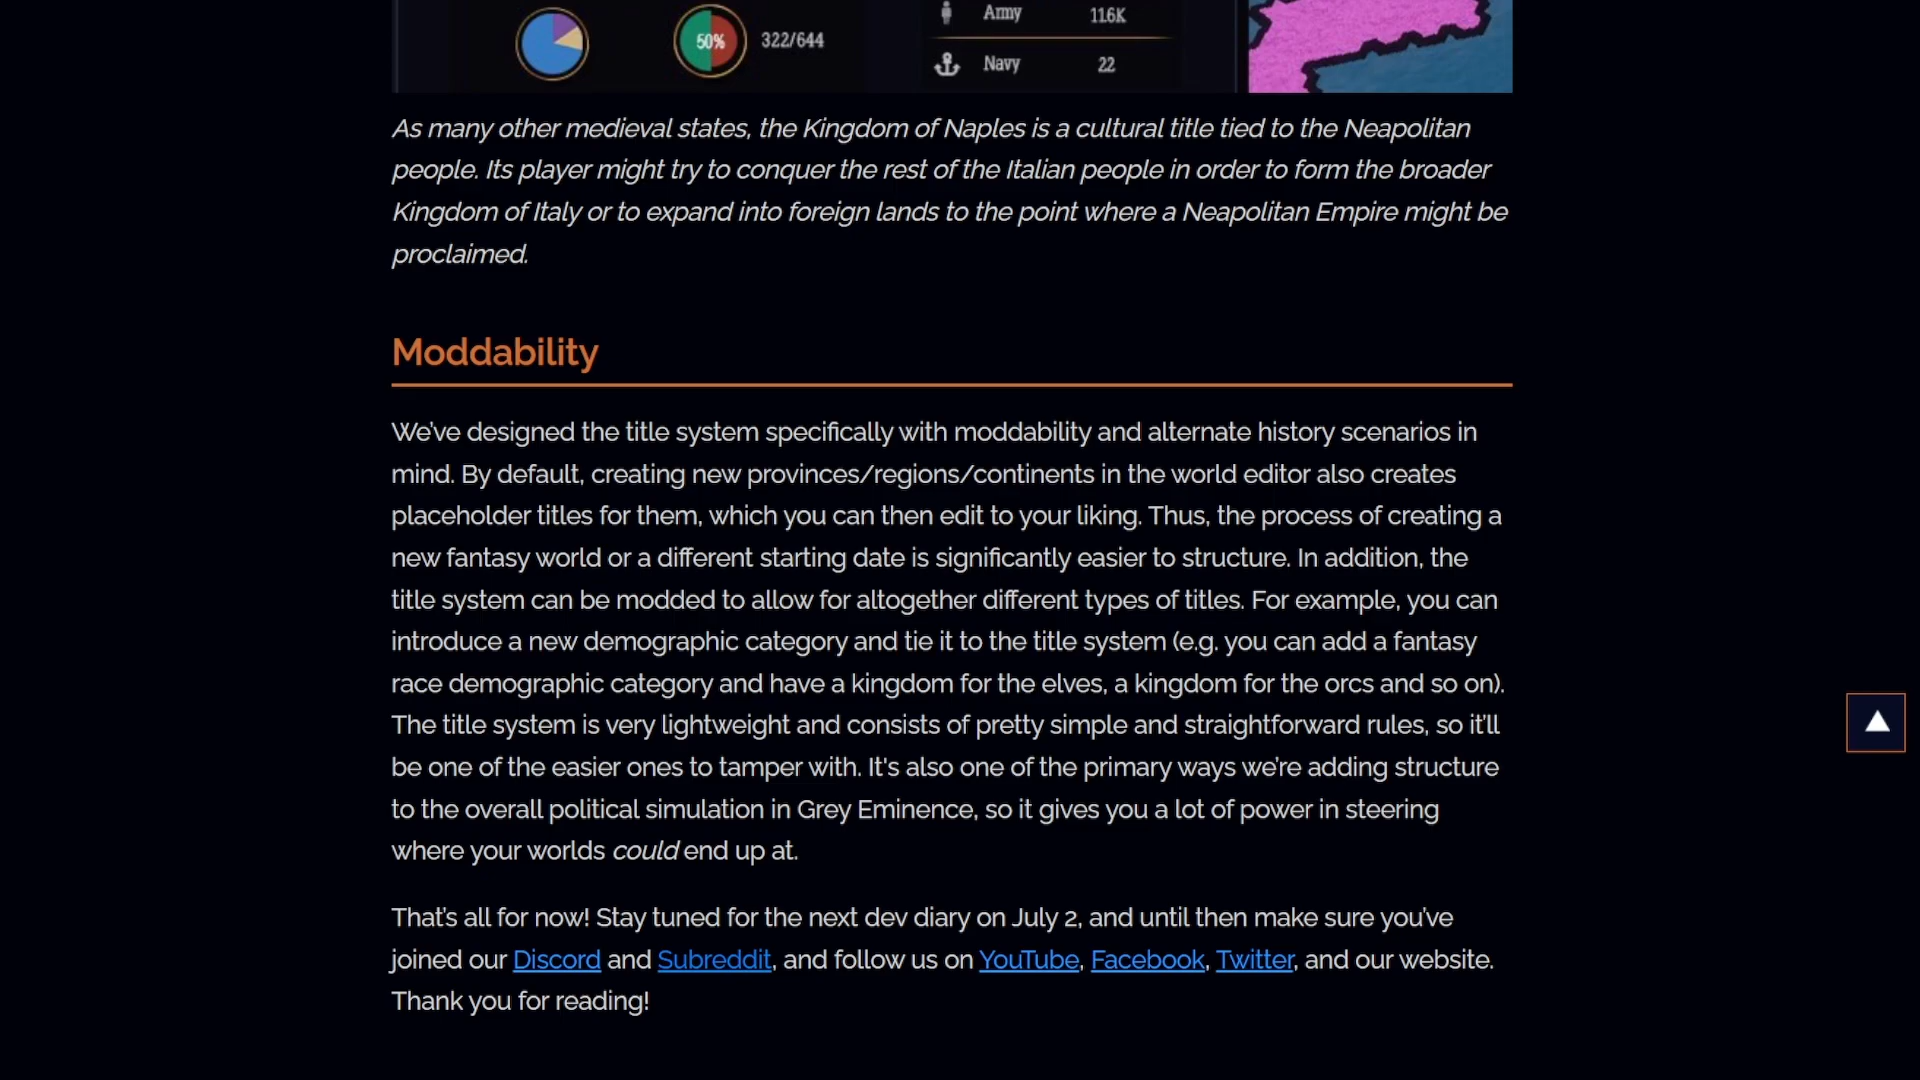 Army 116K
50% 322/644
Navy 22
As many other medieval states, the Kingdom of Naples is a cultural title tied to the Neapolitan
people. Its player might try to conquer the rest of the Italian people in order to form the broader
Kingdom of Italy or to expand into foreign lands to the point where a Neapolitan Empire might be
proclaimed.
Moddability
We’ve designed the title system specifically with moddability and alternate history scenarios in
mind. By default, creating new provinces/regions/continents in the world editor also creates
placeholder titles for them, which you can then edit to your liking. Thus, the process of creating a
new fantasy world or a different starting date is significantly easier to structure. In addition, the
title system can be modded to allow for altogether different types of titles. For example, you can
introduce a new demographic category and tie it to the title system (e.g. you can add a fantasy
race demographic category and have a kingdom for the elves, a kingdom for the orcs and so on).
The title system is very lightweight and consists of pretty simple and straightforward rules, so it’ll
be one of the easier ones to tamper with. It's also one of the primary ways we’re adding structure
to the overall political simulation in Grey Eminence, so it gives you a lot of power in steering
where your worlds could end up at.
That’s all for now! Stay tuned for the next dev diary on July 2, and until then make sure you’ve
joined our Discord and Subreddit, and follow us on YouTube, Facebook, Twitter, and our website.
Thank you for reading!